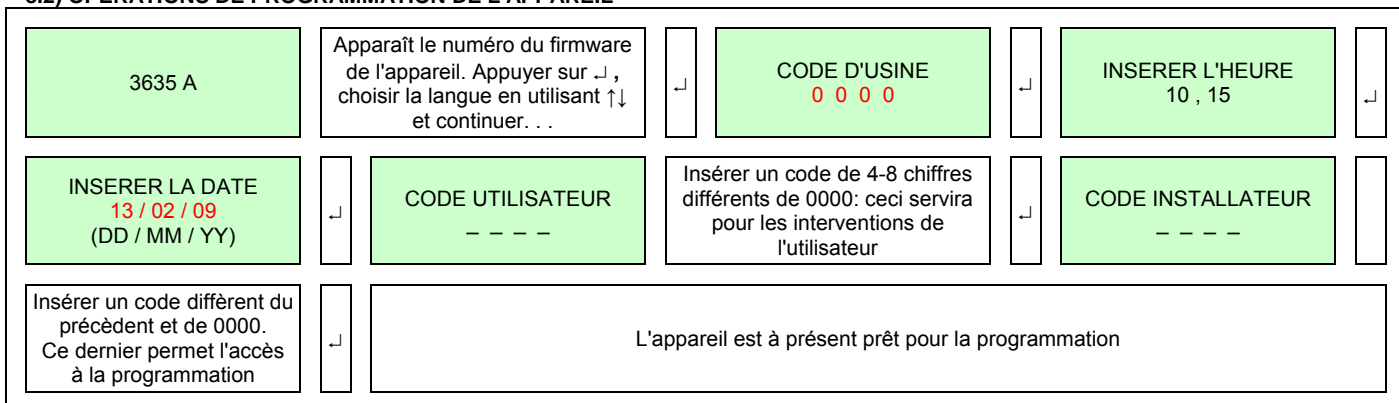 3635 A
Apparaît le numéro du firmware
de l'appareil. Appuyer sur ↵ ,
choisir la langue en utilisant ↑↓
et continuer. . .
↵
CODE D'USINE
0 0 0 0
↵
INSERER L'HEURE
10 , 15
↵
INSERER LA DATE
13 / 02 / 09
(DD / MM / YY)
↵
CODE UTILISATEUR
_ _ _ _
Insérer un code de 4-8 chiffres
différents de 0000: ceci servira
pour les interventions de
l'utilisateur
↵
CODE INSTALLATEUR
_ _ _ _
Insérer un code diffèrent du
précèdent et de 0000.
Ce dernier permet l'accès
à la programmation
↵
L'appareil est à présent prêt pour la programmation